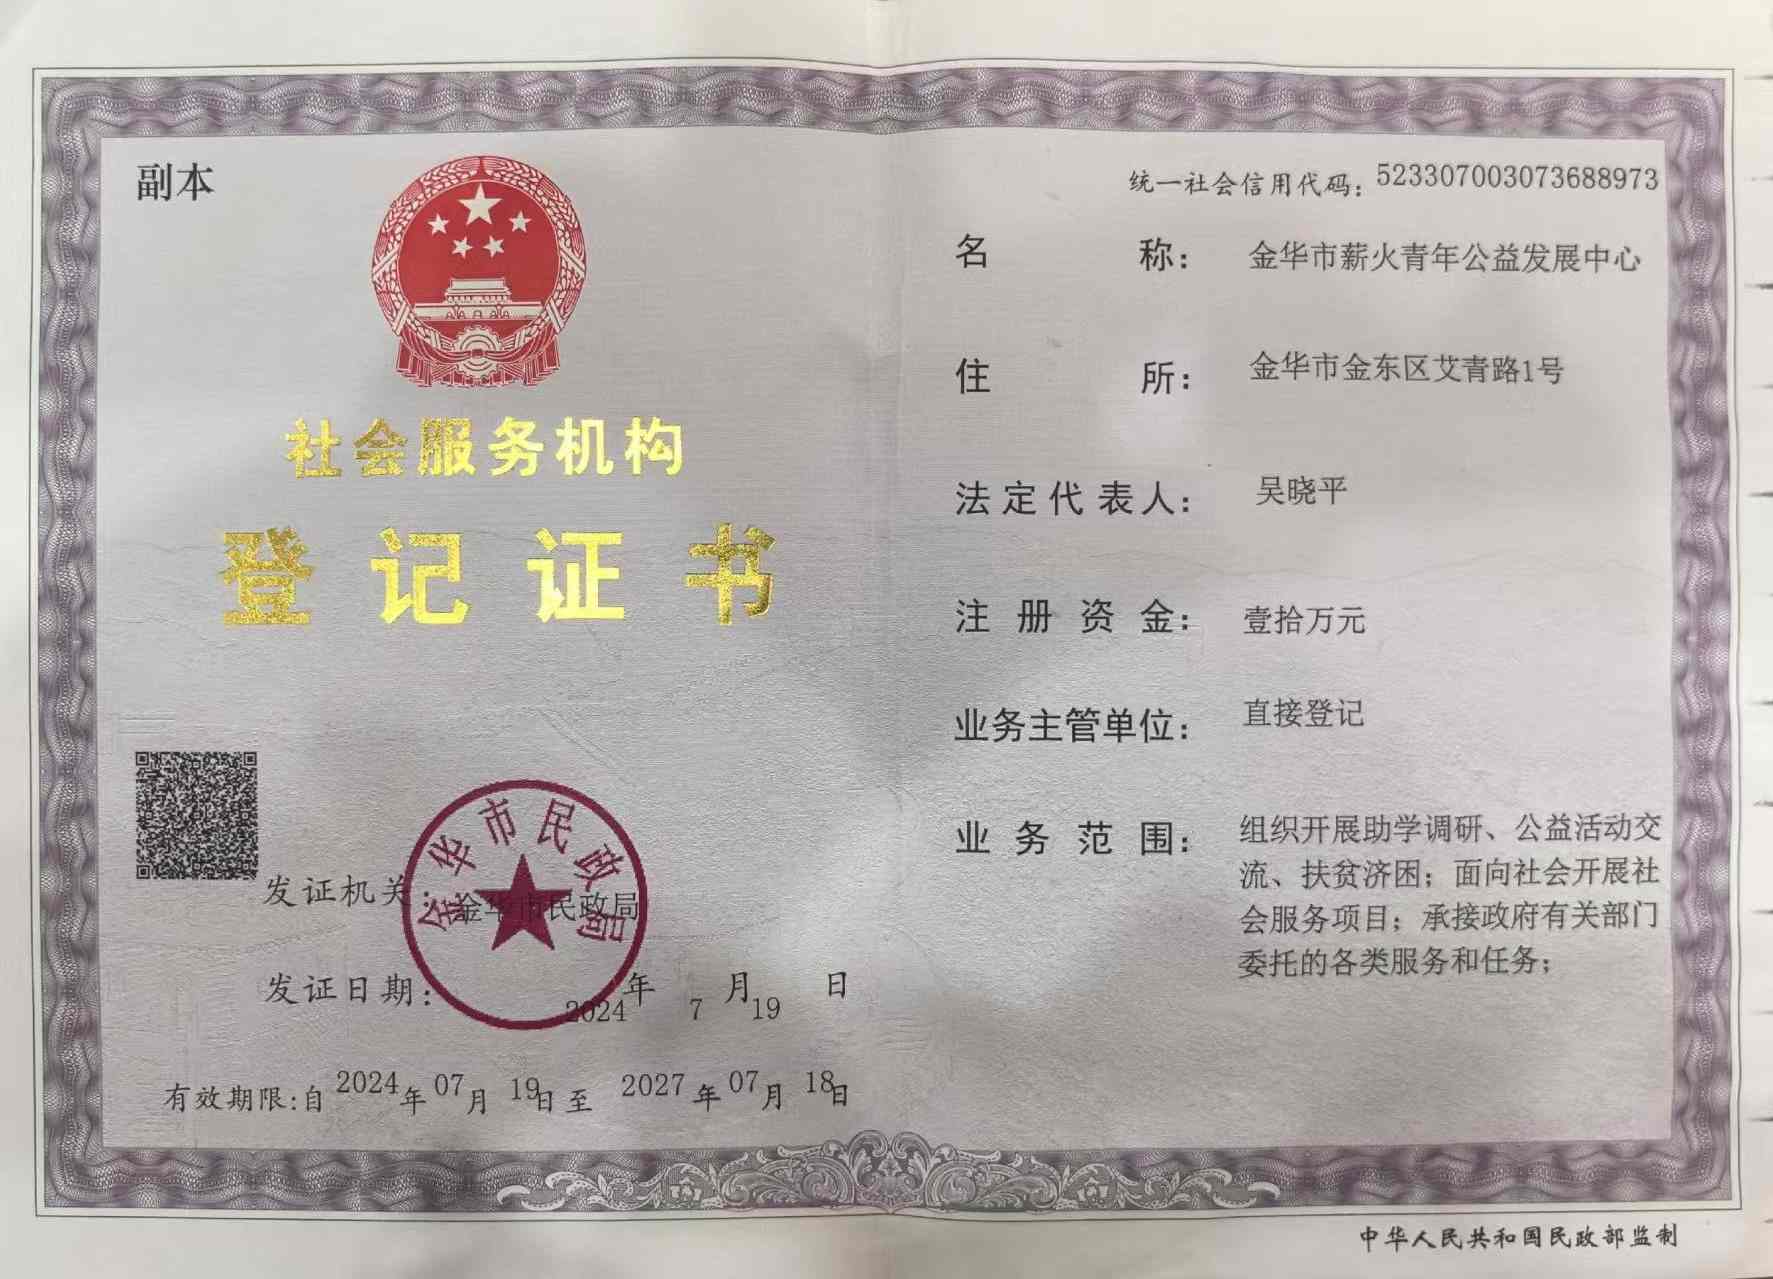 副本
社会服务机构
登记证书
发证机关：金华市民政局
金华市民政局
发证日期：2024年7月19日
有效期限:自2024年07月19日至2027年07月18日
统一社会信用代码：523307003073688973
名称：金华市薪火青年公益发展中心
住所：金华市金东区艾青路1号
法定代表人：吴晓平
注册资金：壹拾万元
业务主管单位：直接登记
业务范围：组织开展助学调研、公益活动交
流、扶贫济困；面向社会开展社
会服务项目；承接政府有关部门
委托的各类服务和任务；
中华人民共和国民政部监制